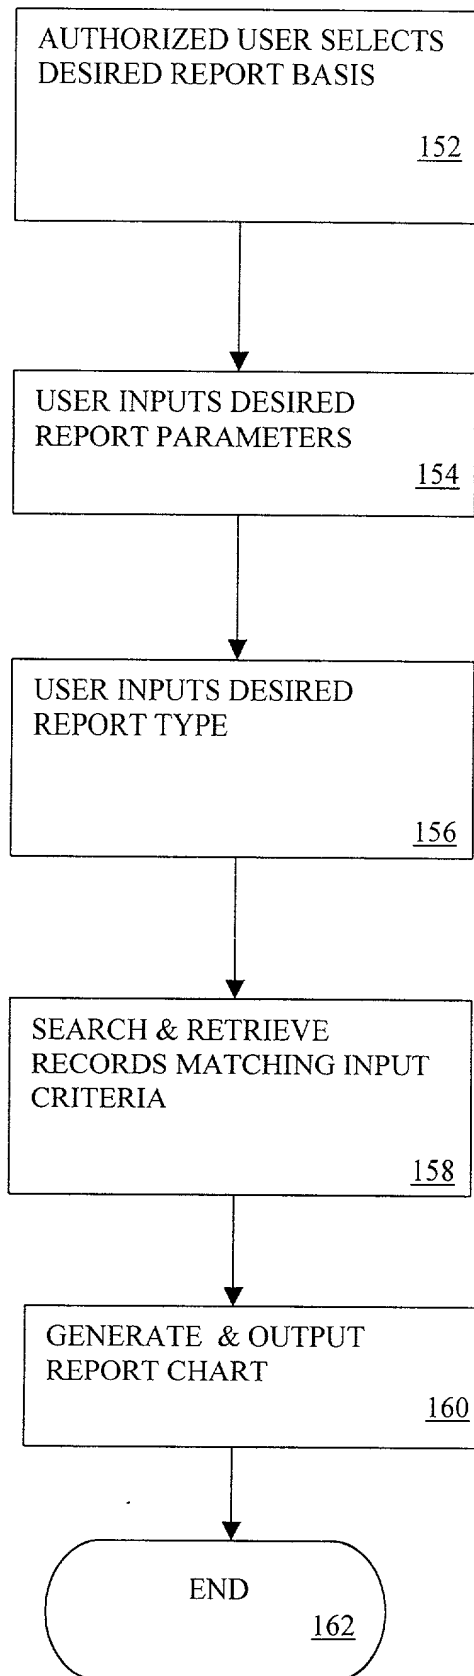 AUTHORIZED USER SELECTS
DESIRED REPORT BASIS
152
USER INPUTS DESIRED
REPORT PARAMETERS
154
USER INPUTS DESIRED
REPORT TYPE
156
SEARCH & RETRIEVE
RECORDS MATCHING INPUT
CRITERIA
158
GENERATE & OUTPUT
REPORT CHART
160
END
162